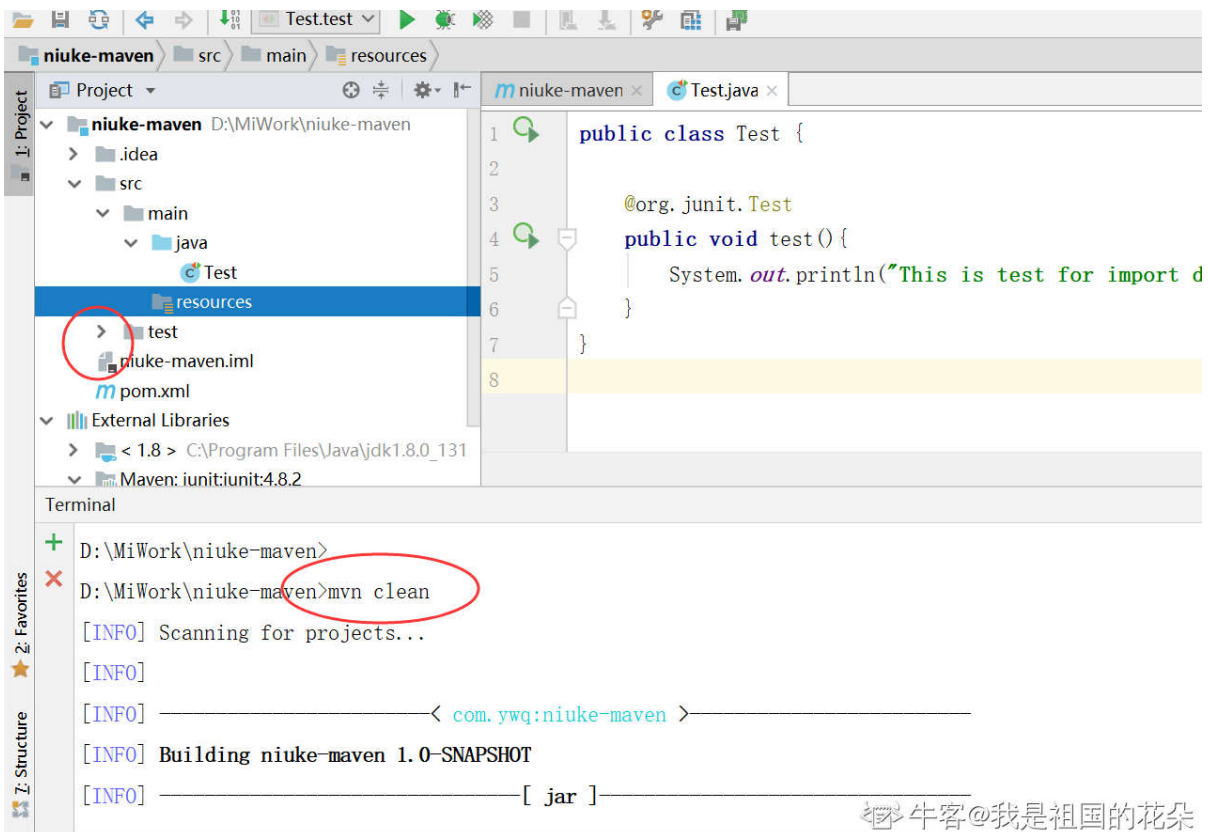 Test.test
niuke-maven src main resources
1: Project
Project
niuke-maven
Test.java
niuke-maven D:\MiWork\niuke-maven
.idea
src
main
java
Test
resources
test
niuke-maven.iml
pom.xml
External Libraries
< 1.8 > C:\Program Files\Java\jdk1.8.0_131
Maven: junit:junit:4.8.2
1 public class Test {
2
3 @org.junit.Test
4 public void test(){
5 System.out.println("This is test for import d
6 }
7 }
8
Terminal
D:\MiWork\niuke-maven>
D:\MiWork\niuke-maven>mvn clean
[INFO] Scanning for projects...
[INFO]
[INFO] ------------------------< com.ywq:niuke-maven >-------------------------
[INFO] Building niuke-maven 1.0-SNAPSHOT
[INFO] --------------------------------[ jar ]---------------------------------
2: Favorites
7: Structure
牛客@我是祖国的花朵